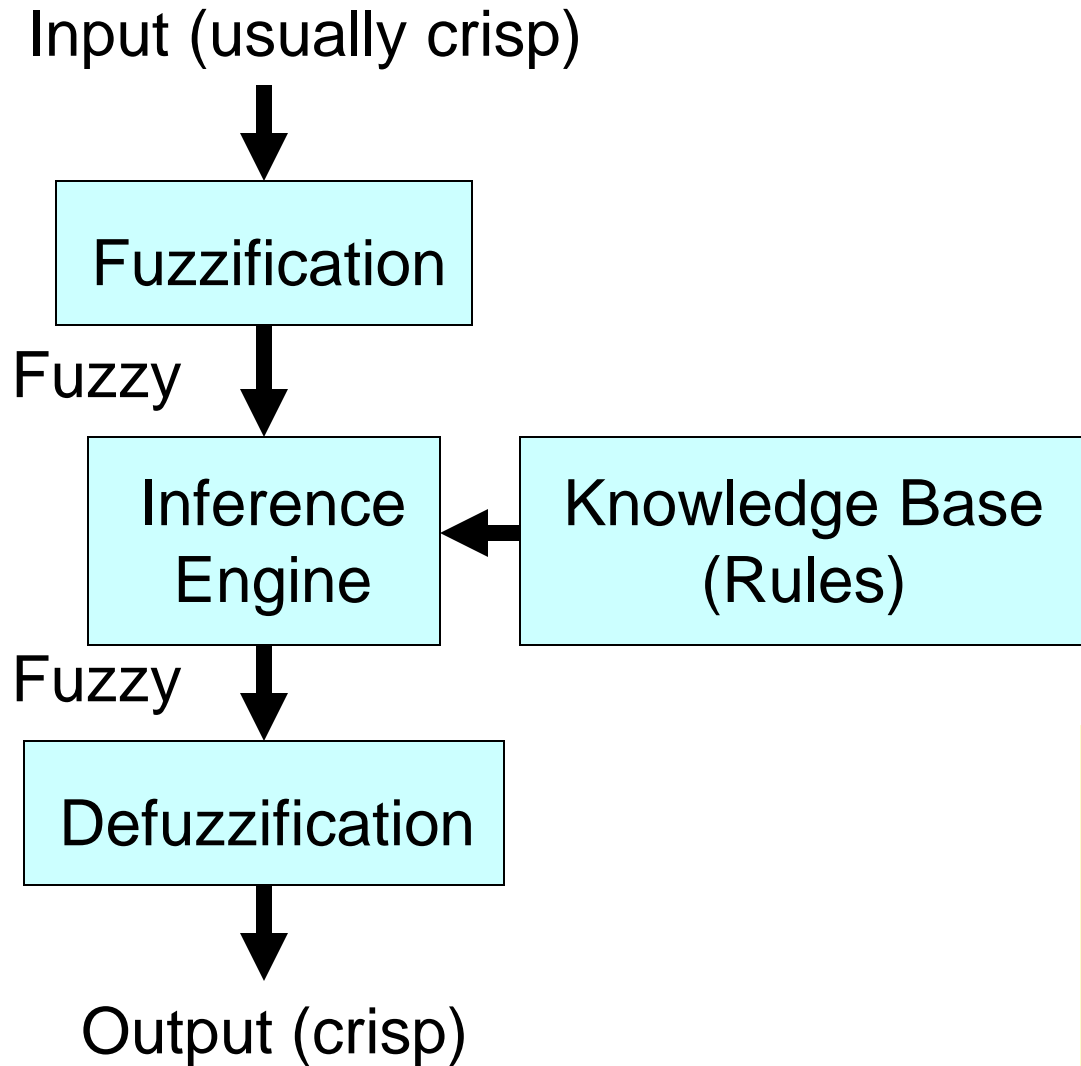 Input (usually crisp)
Fuzzification
Fuzzy
Inference
Engine
Knowledge Base
(Rules)
Fuzzy
Defuzzification
Output (crisp)